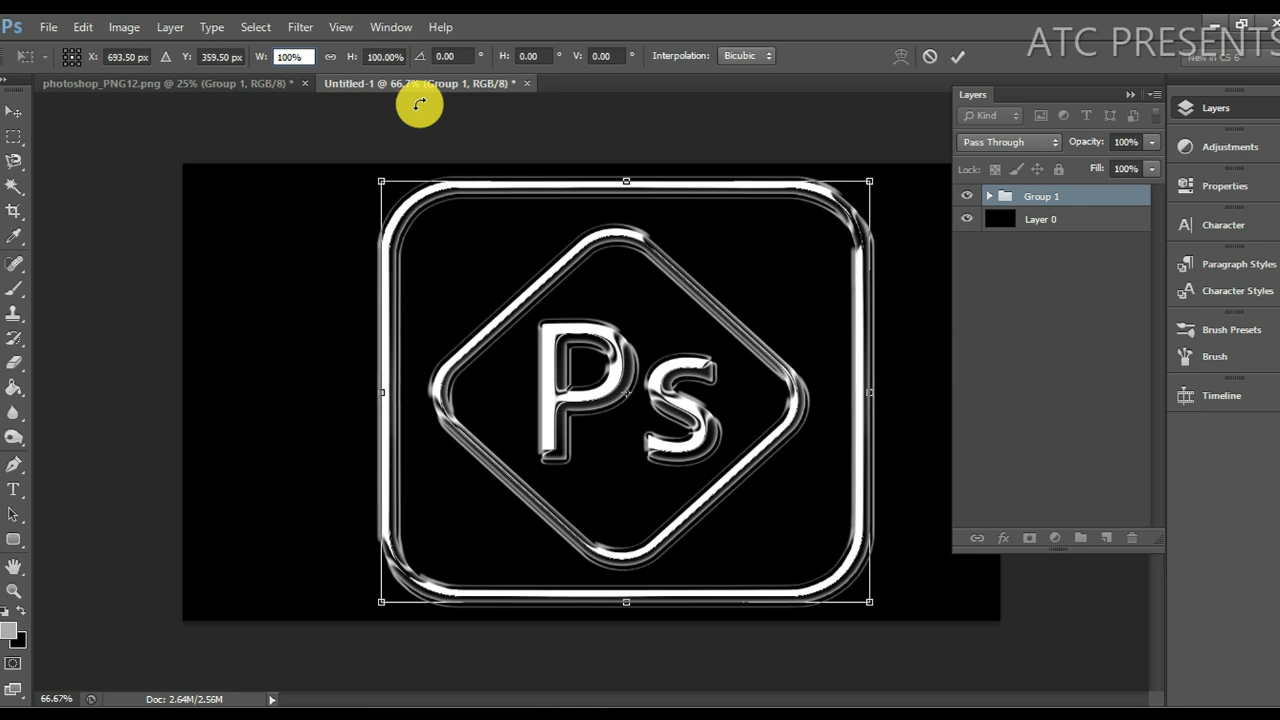 Ps File Edit Image Layer Type Select Filter View Window Help
ATC PRESENTS
New in CS 6
X: 693.50 px Y: 359.50 px W: 100% H: 100.00% 0.00 ° H: 0.00 ° V: 0.00 ° Interpolation: Bicubic
photoshop_PNG12.png @ 25% (Group 1, RGB/8) * × Untitled-1 @ 66.7% (Group 1, RGB/8) * ×
Layers
Kind
Pass Through Opacity: 100%
Lock: Fill: 100%
Group 1
Layer 0
Layers
Adjustments
Properties
Character
Paragraph Styles
Character Styles
Brush Presets
Brush
Timeline
Ps
66.67% Doc: 2.64M/2.56M